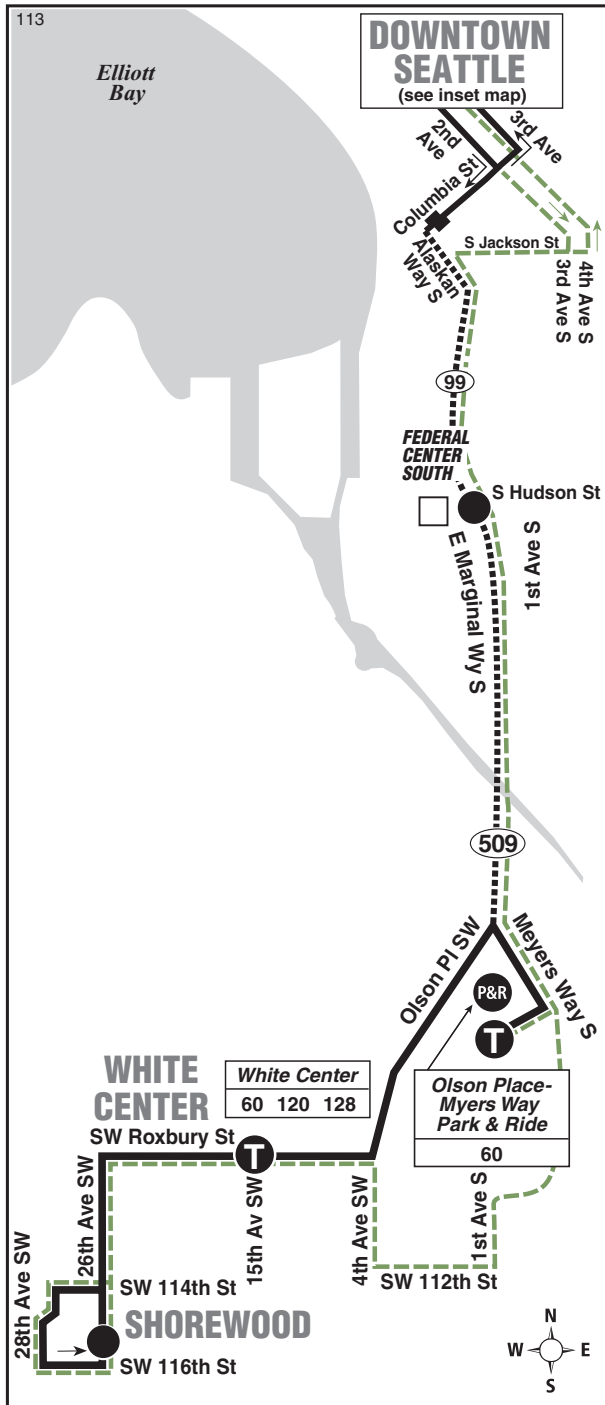 113
Elliott
Bay
DOWNTOWN
SEATTLE
(see inset map)
2nd
Ave
3rd Ave
Columbia St
S Jackson St
Alaskan
Way S
3rd Ave S
4th Ave S
99
FEDERAL
CENTER
SOUTH
S Hudson St
E Marginal Wy S
1st Ave S
509
Olson Pl SW
Meyers Way S
P&R
T
WHITE
CENTER
White Center
60 120 128
Olson Place-
Myers Way
Park & Ride
60
SW Roxbury St
T
26th Ave SW
15th Av SW
4th Ave SW
1st Ave S
28th Ave SW
SW 114th St
SW 112th St
SHOREWOOD
SW 116th St
N
W
E
S